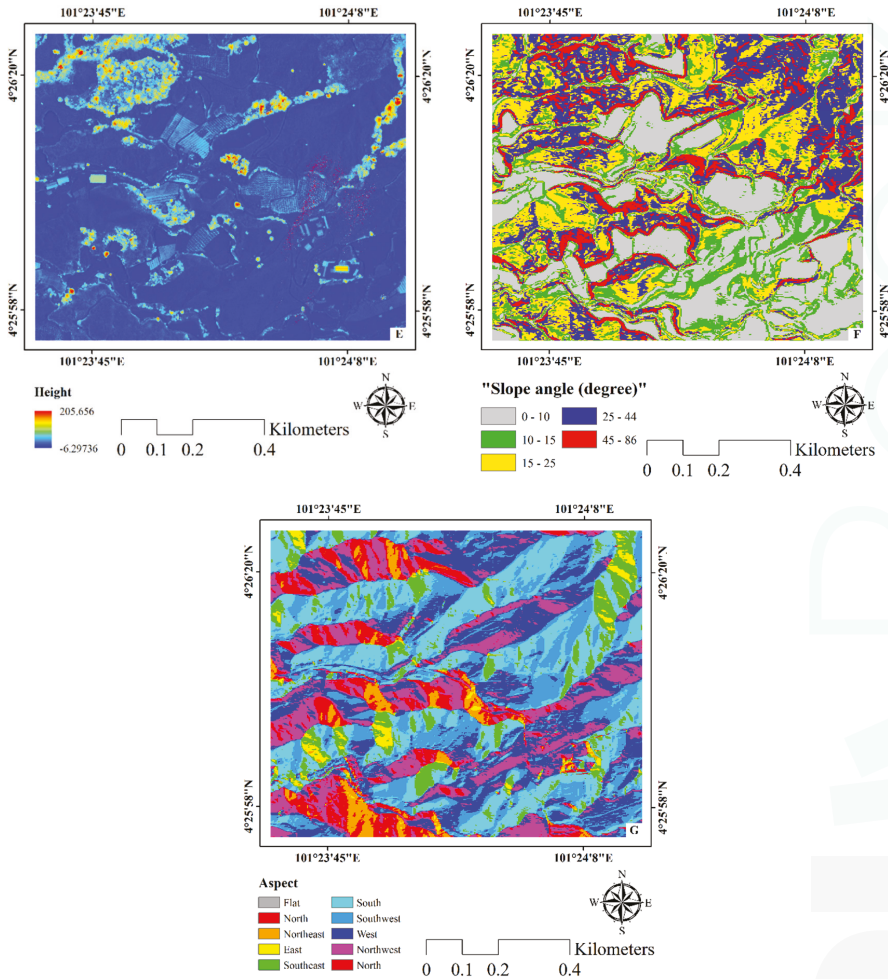 101°23'45"E 101°24'8"E
4°26'20"N 4°26'20"N
4°25'58"N 4°25'58"N
E
101°23'45"E 101°24'8"E
Height
205.656
-6.29736
N
W E
S
Kilometers
0 0.1 0.2 0.4
101°23'45"E 101°24'8"E
4°26'20"N 4°26'20"N
4°25'58"N 4°25'58"N
F
101°23'45"E 101°24'8"E
"Slope angle (degree)"
0 - 10 25 - 44
10 - 15 45 - 86
15 - 25
N
W E
S
Kilometers
0 0.1 0.2 0.4
101°23'45"E 101°24'8"E
4°26'20"N 4°26'20"N
4°25'58"N 4°25'58"N
G
101°23'45"E 101°24'8"E
Aspect
Flat South
North Southwest
Northeast West
East Northwest
Southeast North
N
W E
S
Kilometers
0 0.1 0.2 0.4